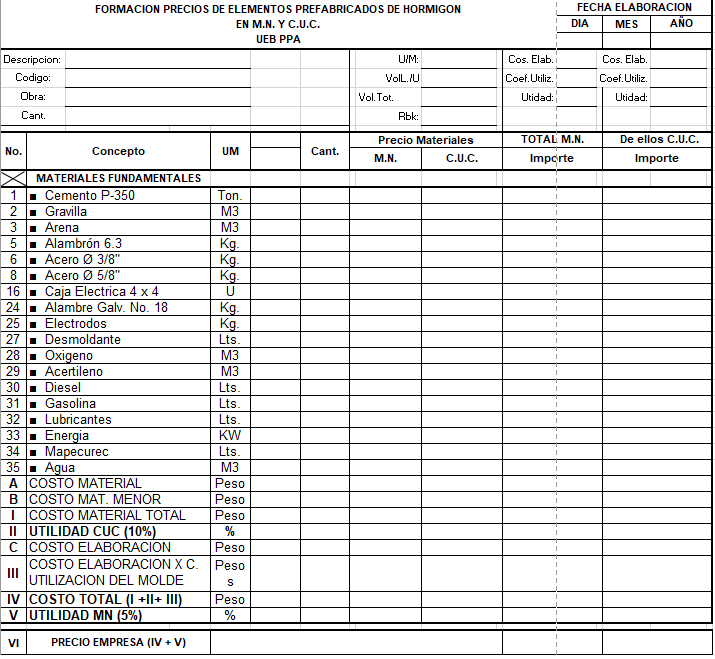 FORMACION PRECIOS DE ELEMENTOS PREFABRICADOS DE HORMIGON
EN M.N. Y C.U.C.
UEB PPA
FECHA ELABORACION
DIA MES AÑO
Descripcion: U/M: Cos. Elab. Cos. Elab.
Codigo: Vol../U Coef.Utiliz. Coef.Utiliz.
Obra: Vol.Tot. Utidad: Utidad:
Cant. Rbk:
No. Concepto UM Cant. Precio Materiales TOTAL M.N. De ellos C.U.C.
M.N. C.U.C. Importe Importe
MATERIALES FUNDAMENTALES
1 ■ Cemento P-350 Ton.
2 ■ Gravilla M3
3 ■ Arena M3
5 ■ Alambrón 6.3 Kg.
6 ■ Acero Ø 3/8" Kg.
8 ■ Acero Ø 5/8" Kg.
16 ■ Caja Electrica 4 x 4 U
24 ■ Alambre Galv. No. 18 Kg.
25 ■ Electrodos Kg.
27 ■ Desmoldante Lts.
28 ■ Oxigeno M3
29 ■ Acertileno M3
30 ■ Diesel Lts.
31 ■ Gasolina Lts.
32 ■ Lubricantes Lts.
33 ■ Energia KW
34 ■ Mapecurec Lts.
35 ■ Agua M3
A COSTO MATERIAL Peso
B COSTO MAT. MENOR Peso
I COSTO MATERIAL TOTAL Peso
II UTILIDAD CUC (10%) %
C COSTO ELABORACION Peso
III COSTO ELABORACION X C. Peso
UTILIZACION DEL MOLDE s
IV COSTO TOTAL (I +II+ III) Peso
V UTILIDAD MN (5%) %
VI PRECIO EMPRESA (IV + V)